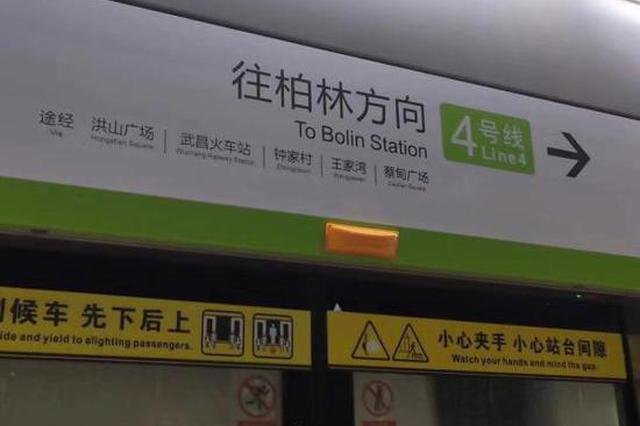 往柏林方向
To Bolin Station
4号线
Line4
途经 洪山广场 武昌火车站 钟家村 王家湾 蔡甸广场
Via Hongshan Square Wuchang Railway Station Zhongjiacun Wangjiawan Caidian Square
候车 先下后上
ide and yield to alighting passengers.
小心夹手 小心站台间隙
Watch your hands and mind the gap.